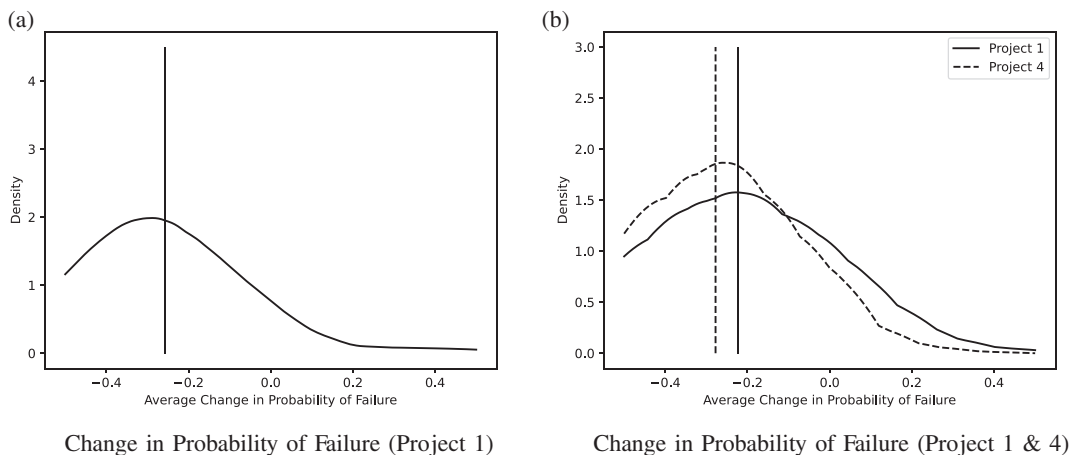 (a)
4
3
2
1
0
Density
−0.4 −0.2 0.0 0.2 0.4
Average Change in Probability of Failure
Change in Probability of Failure (Project 1)
(b)
Project 1
Project 4
3.0
2.5
2.0
1.5
1.0
0.5
0.0
Density
−0.4 −0.2 0.0 0.2 0.4
Average Change in Probability of Failure
Change in Probability of Failure (Project 1 & 4)